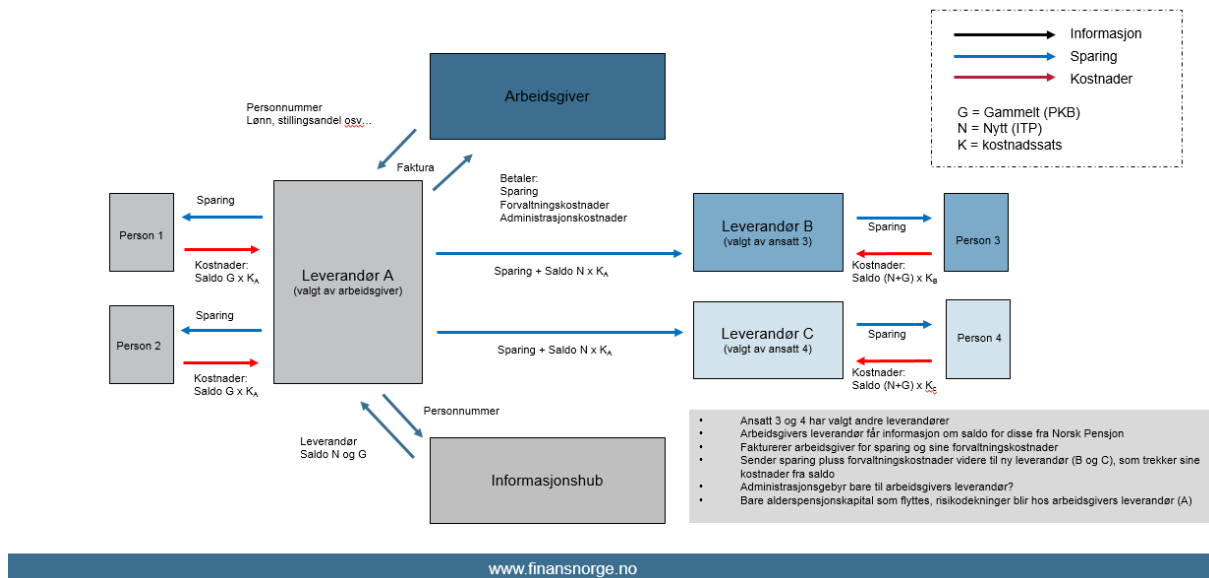 Informasjon
Sparing
Kostnader
G = Gammelt (PKB)
N = Nytt (ITP)
K = kostnadssats
Arbeidsgiver
Personnummer
Lønn, stillingsandel osv…
Faktura
Betaler:
Sparing
Forvaltningskostnader
Administrasjonskostnader
Sparing
Person 1
Kostnader:
Saldo G x KA
Sparing
Person 2
Kostnader:
Saldo G x KA
Leverandør A
(valgt av arbeidsgiver)
Sparing + Saldo N x KA
Sparing + Saldo N x KA
Leverandør B
(valgt av ansatt 3)
Sparing
Person 3
Kostnader:
Saldo (N+G) x KB
Leverandør C
(valgt av ansatt 4)
Sparing
Person 4
Kostnader:
Saldo (N+G) x KC
Personnummer
Leverandør
Saldo N og G
Informasjonshub
• Ansatt 3 og 4 har valgt andre leverandører
• Arbeidsgivers leverandør får informasjon om saldo for disse fra Norsk Pensjon
• Fakturerer arbeidsgiver for sparing og sine forvaltningskostnader
• Sender sparing pluss forvaltningskostnader videre til ny leverandør (B og C), som trekker sine
kostnader fra saldo
• Administrasjonsgebyr bare til arbeidsgivers leverandør?
• Bare alderspensjonskapital som flyttes, risikodekninger blir hos arbeidsgivers leverandør (A)
www.finansnorge.no